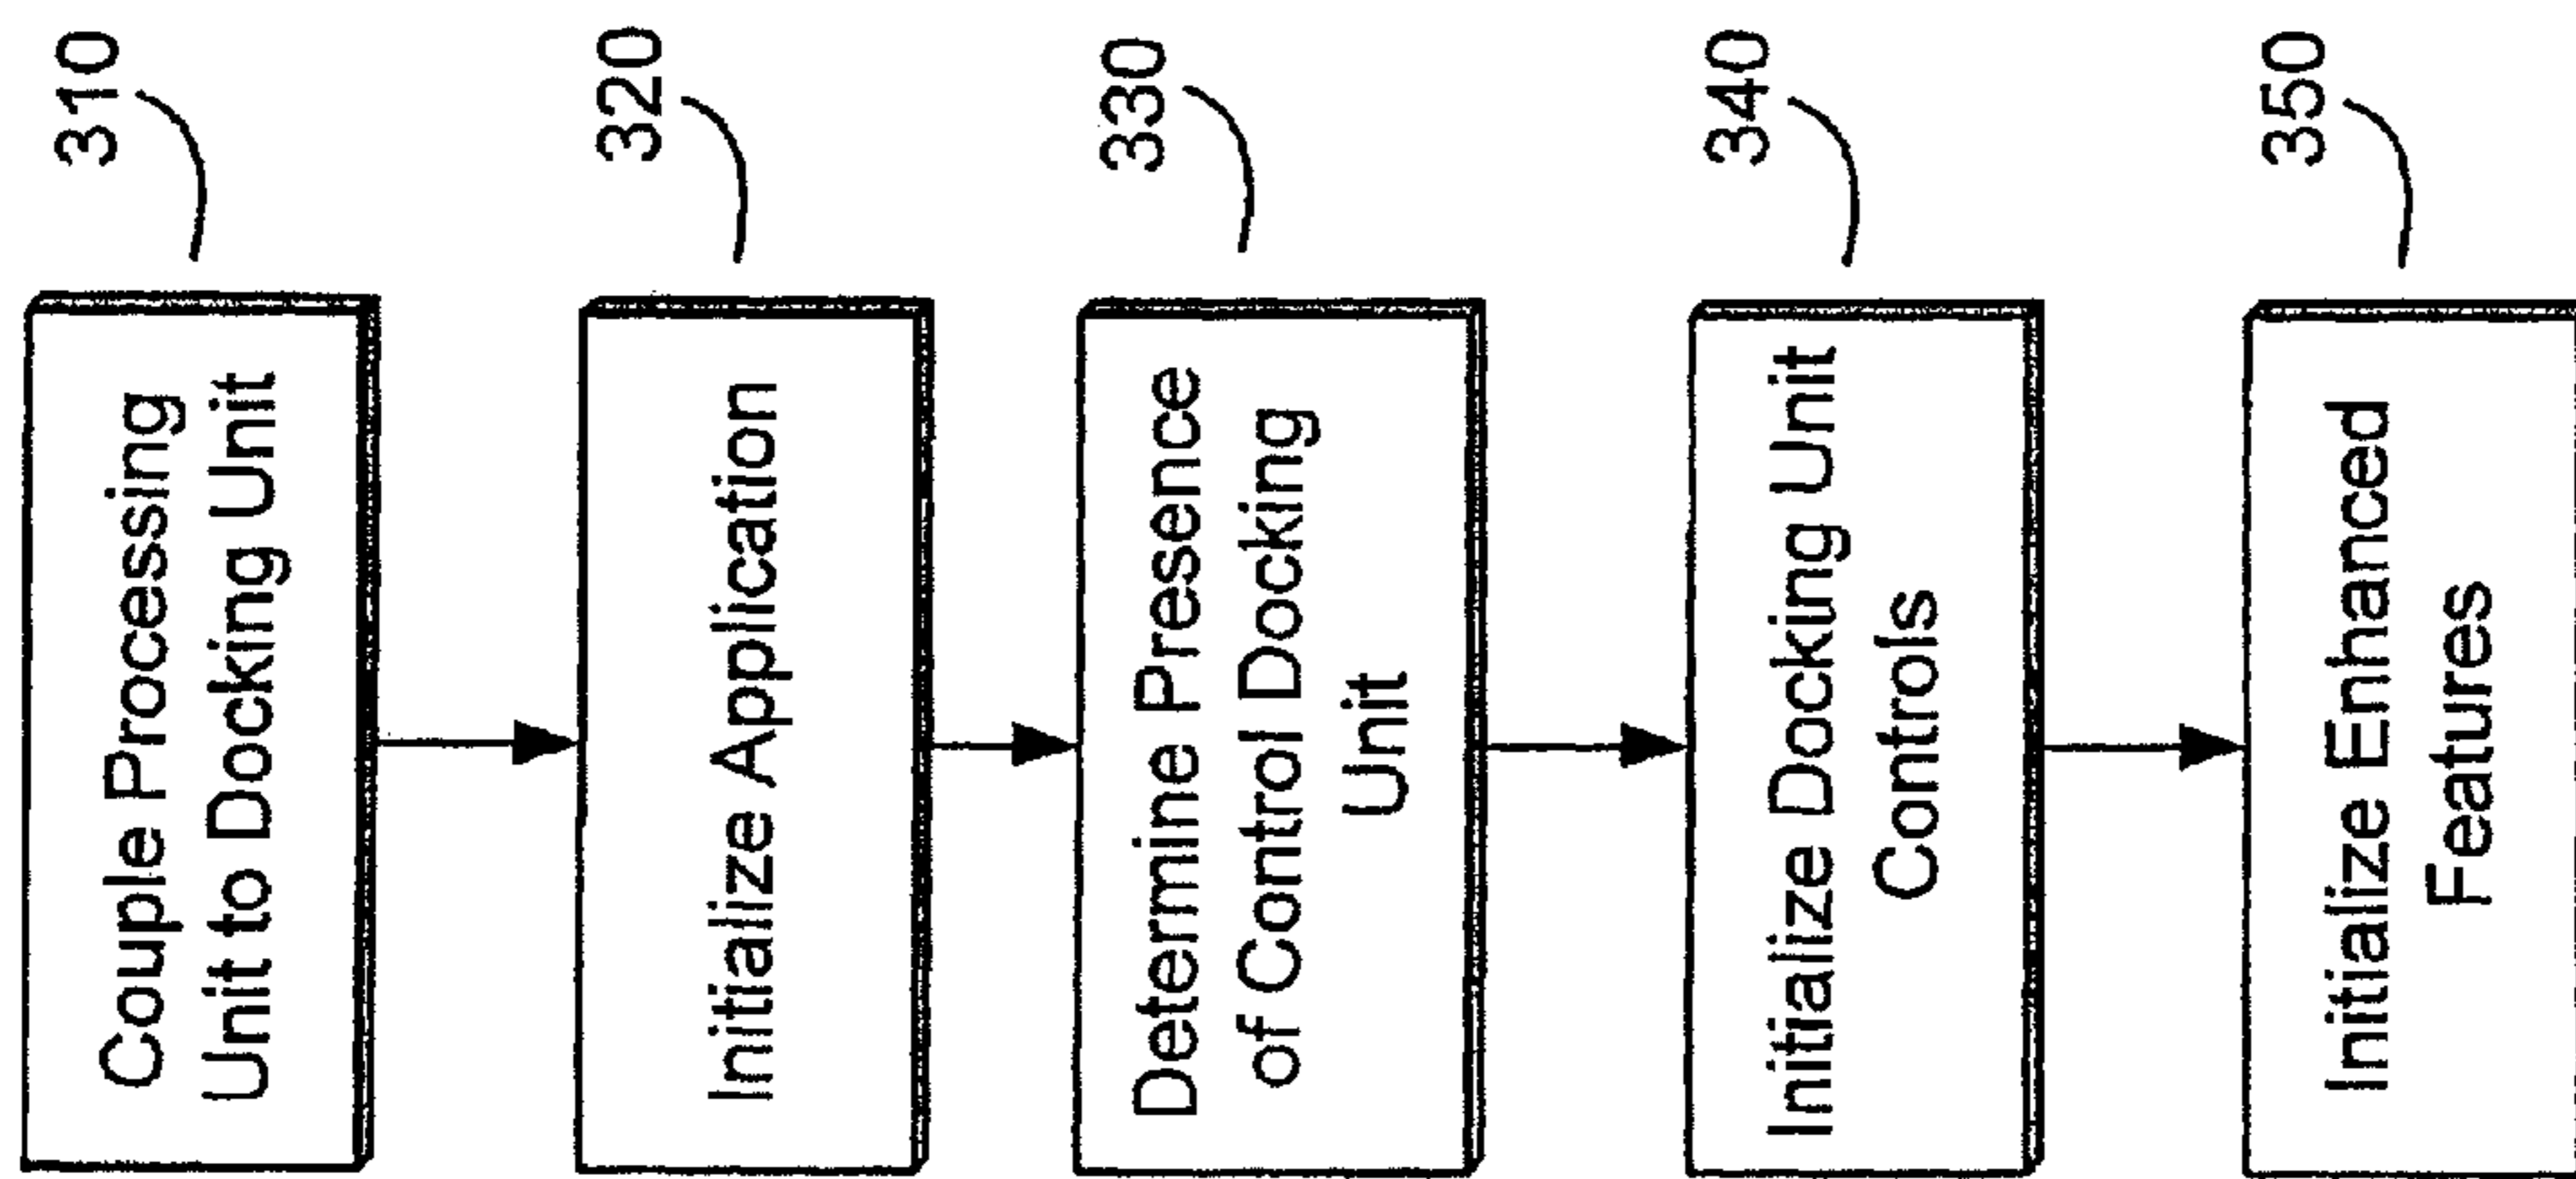 310
Couple Processing
Unit to Docking Unit
320
Initialize Application
330
Determine Presence
of Control Docking
Unit
340
Initialize Docking Unit
Controls
350
Initialize Enhanced
Features